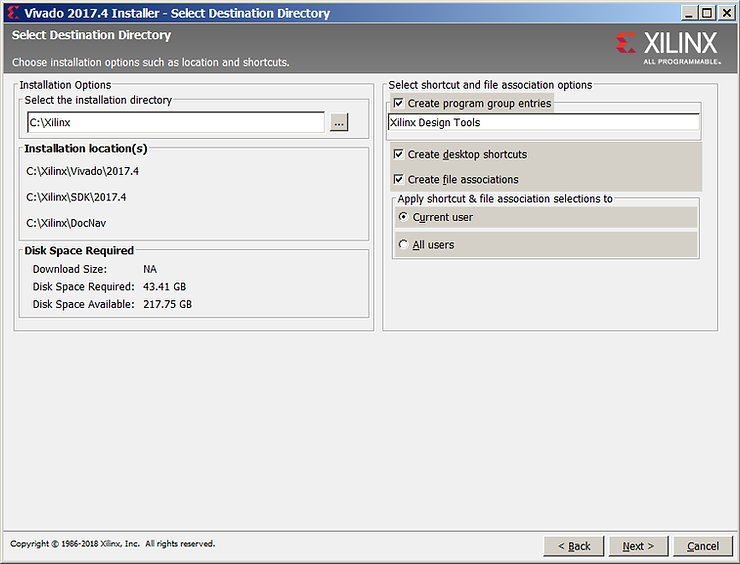 Vivado 2017.4 Installer - Select Destination Directory
Select Destination Directory
Choose installation options such as location and shortcuts.
XILINX
ALL PROGRAMMABLE™
Installation Options
Select the installation directory
C:\Xilinx
...
Installation location(s)
C:\Xilinx\Vivado\2017.4
C:\Xilinx\SDK\2017.4
C:\Xilinx\DocNav
Disk Space Required
Download Size: NA
Disk Space Required: 43.41 GB
Disk Space Available: 217.75 GB
Select shortcut and file association options
Create program group entries
Xilinx Design Tools
Create desktop shortcuts
Create file associations
Apply shortcut & file association selections to
Current user
All users
Copyright © 1986-2018 Xilinx, Inc. All rights reserved.
< Back
Next >
Cancel